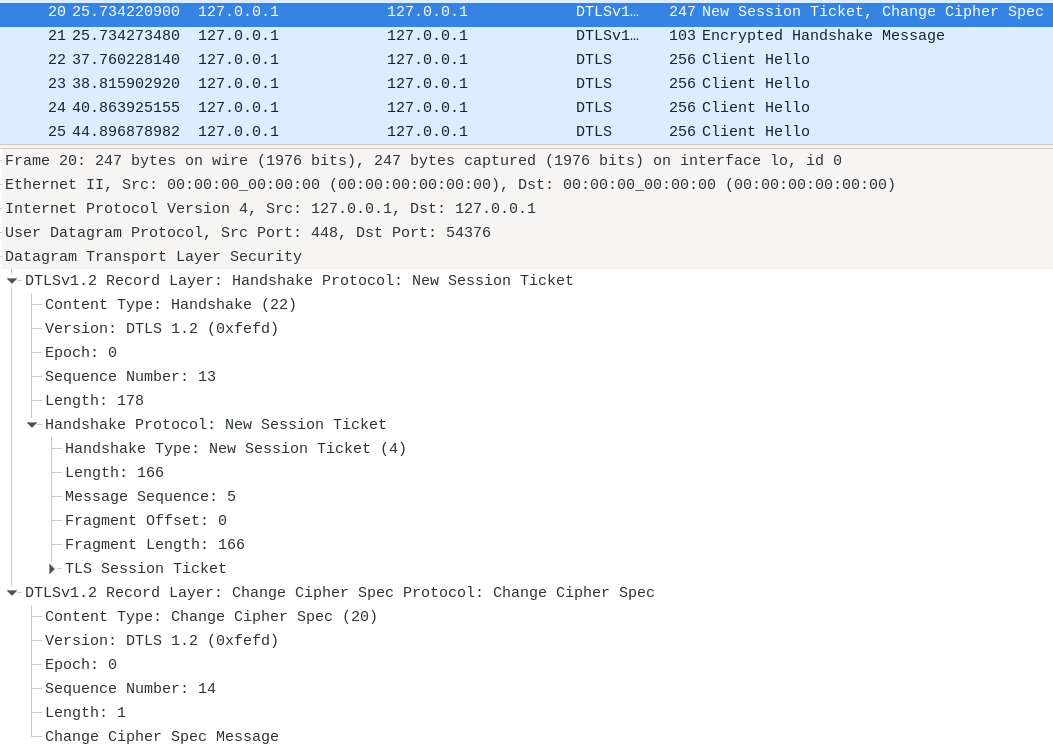 20 25.734220900 127.0.0.1 127.0.0.1 DTLSv1… 247 New Session Ticket, Change Cipher Spec
21 25.734273480 127.0.0.1 127.0.0.1 DTLSv1… 103 Encrypted Handshake Message
22 37.760228140 127.0.0.1 127.0.0.1 DTLS 256 Client Hello
23 38.815902920 127.0.0.1 127.0.0.1 DTLS 256 Client Hello
24 40.863925155 127.0.0.1 127.0.0.1 DTLS 256 Client Hello
25 44.896878982 127.0.0.1 127.0.0.1 DTLS 256 Client Hello
Frame 20: 247 bytes on wire (1976 bits), 247 bytes captured (1976 bits) on interface lo, id 0
Ethernet II, Src: 00:00:00_00:00:00 (00:00:00:00:00:00), Dst: 00:00:00_00:00:00 (00:00:00:00:00:00)
Internet Protocol Version 4, Src: 127.0.0.1, Dst: 127.0.0.1
User Datagram Protocol, Src Port: 448, Dst Port: 54376
Datagram Transport Layer Security
DTLSv1.2 Record Layer: Handshake Protocol: New Session Ticket
Content Type: Handshake (22)
Version: DTLS 1.2 (0xfefd)
Epoch: 0
Sequence Number: 13
Length: 178
Handshake Protocol: New Session Ticket
Handshake Type: New Session Ticket (4)
Length: 166
Message Sequence: 5
Fragment Offset: 0
Fragment Length: 166
TLS Session Ticket
DTLSv1.2 Record Layer: Change Cipher Spec Protocol: Change Cipher Spec
Content Type: Change Cipher Spec (20)
Version: DTLS 1.2 (0xfefd)
Epoch: 0
Sequence Number: 14
Length: 1
Change Cipher Spec Message